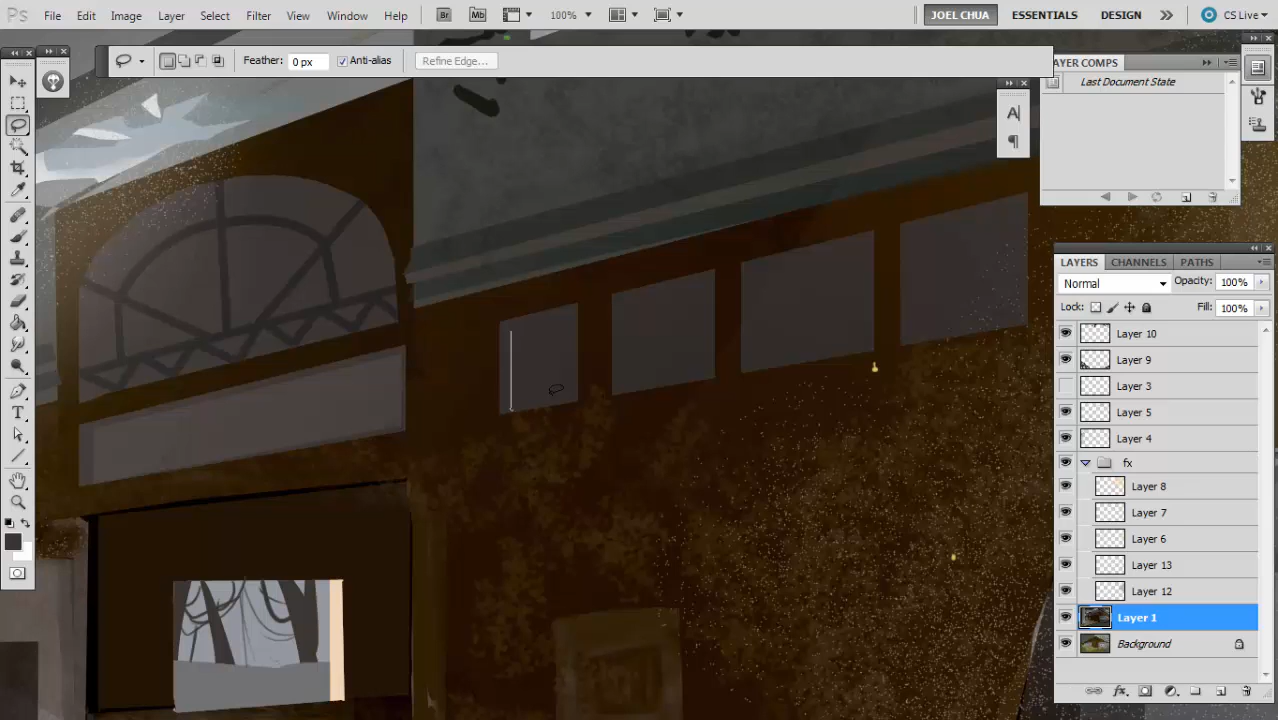 Ps File Edit Image Layer Select Filter View Window Help Br Mb 100% JOEL CHUA ESSENTIALS DESIGN CS Live
Feather: 0 px Anti-alias Refine Edge...
AYER COMPS
Last Document State
LAYERS CHANNELS PATHS
Normal Opacity: 100%
Lock: Fill: 100%
Layer 10
Layer 9
Layer 3
Layer 5
Layer 4
fx
Layer 8
Layer 7
Layer 6
Layer 13
Layer 12
Layer 1
Background